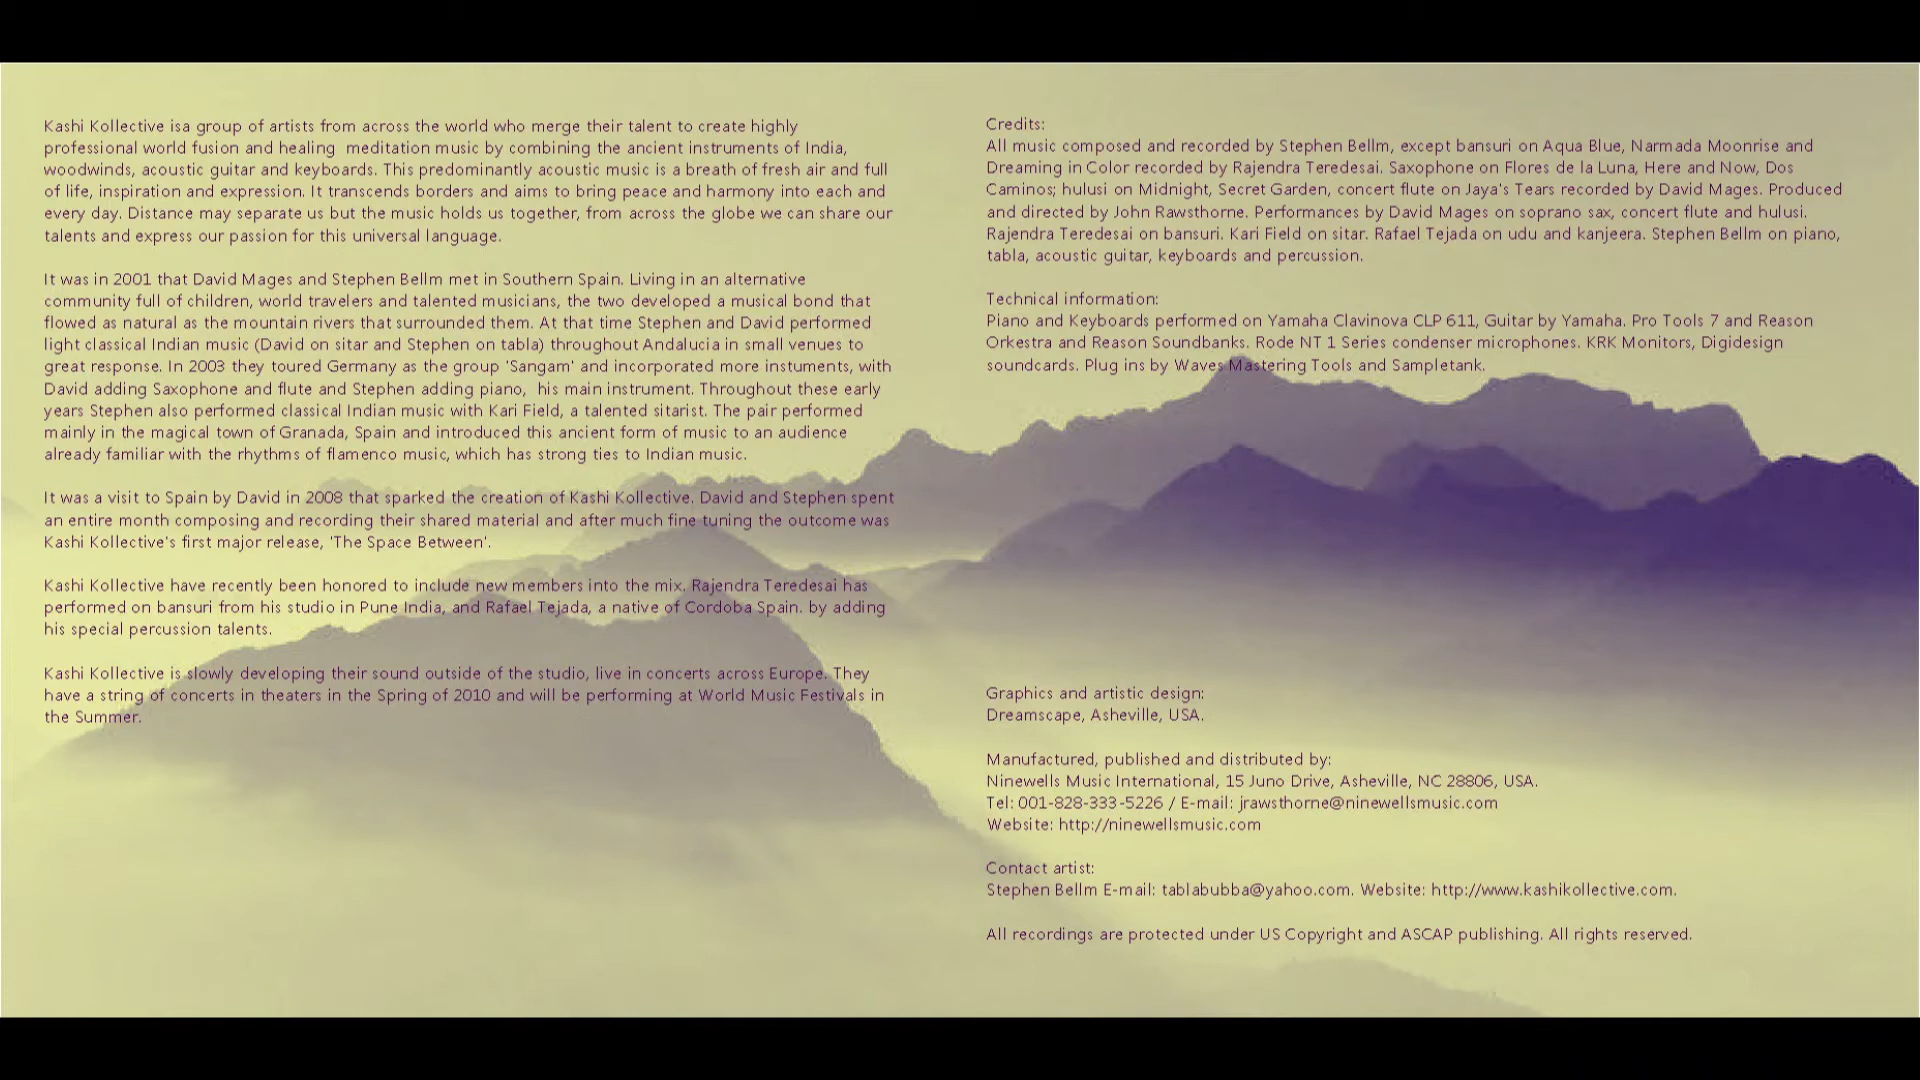 Kashi Kollective isa group of artists from across the world who merge their talent to create highly
professional world fusion and healing  meditation music by combining the ancient instruments of India,
woodwinds, acoustic guitar and keyboards. This predominantly acoustic music is a breath of fresh air and full
of life, inspiration and expression. It transcends borders and aims to bring peace and harmony into each and
every day. Distance may separate us but the music holds us together, from across the globe we can share our
talents and express our passion for this universal language.

It was in 2001 that David Mages and Stephen Bellm met in Southern Spain. Living in an alternative
community full of children, world travelers and talented musicians, the two developed a musical bond that
flowed as natural as the mountain rivers that surrounded them. At that time Stephen and David performed
light classical Indian music (David on sitar and Stephen on tabla) throughout Andalucia in small venues to
great response. In 2003 they toured Germany as the group 'Sangam' and incorporated more instuments, with
David adding Saxophone and flute and Stephen adding piano,  his main instrument. Throughout these early
years Stephen also performed classical Indian music with Kari Field, a talented sitarist. The pair performed
mainly in the magical town of Granada, Spain and introduced this ancient form of music to an audience
already familiar with the rhythms of flamenco music, which has strong ties to Indian music.

It was a visit to Spain by David in 2008 that sparked the creation of Kashi Kollective. David and Stephen spent
an entire month composing and recording their shared material and after much fine tuning the outcome was
Kashi Kollective's first major release, 'The Space Between'.

Kashi Kollective have recently been honored to include new members into the mix. Rajendra Teredesai has
performed on bansuri from his studio in Pune India, and Rafael Tejada, a native of Cordoba Spain. by adding
his special percussion talents.

Kashi Kollective is slowly developing their sound outside of the studio, live in concerts across Europe. They
have a string of concerts in theaters in the Spring of 2010 and will be performing at World Music Festivals in
the Summer.

Credits:
All music composed and recorded by Stephen Bellm, except bansuri on Aqua Blue, Narmada Moonrise and
Dreaming in Color recorded by Rajendra Teredesai. Saxophone on Flores de la Luna, Here and Now, Dos
Caminos; hulusi on Midnight, Secret Garden, concert flute on Jaya's Tears recorded by David Mages. Produced
and directed by John Rawsthorne. Performances by David Mages on soprano sax, concert flute and hulusi.
Rajendra Teredesai on bansuri. Kari Field on sitar. Rafael Tejada on udu and kanjeera. Stephen Bellm on piano,
tabla, acoustic guitar, keyboards and percussion.

Technical information:
Piano and Keyboards performed on Yamaha Clavinova CLP 611, Guitar by Yamaha. Pro Tools 7 and Reason
Orkestra and Reason Soundbanks. Rode NT 1 Series condenser microphones. KRK Monitors, Digidesign
soundcards. Plug ins by Waves Mastering Tools and Sampletank.

Graphics and artistic design:
Dreamscape, Asheville, USA.

Manufactured, published and distributed by:
Ninewells Music International, 15 Juno Drive, Asheville, NC 28806, USA.
Tel: 001-828-333-5226 / E-mail: jrawsthorne@ninewellsmusic.com
Website: http://ninewellsmusic.com

Contact artist:
Stephen Bellm E-mail: tablabubba@yahoo.com. Website: http://www.kashikollective.com.

All recordings are protected under US Copyright and ASCAP publishing. All rights reserved.